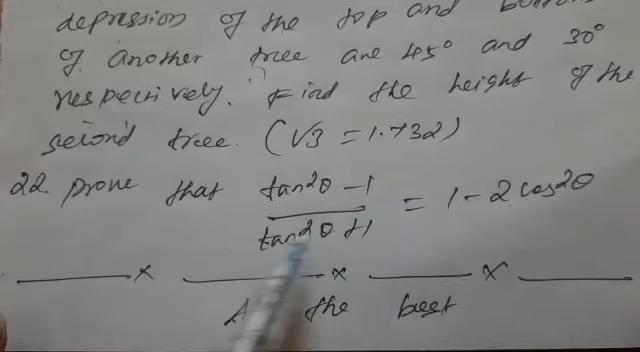 depression of the top and
of another tree are 45° and 30°
respectively. Find the height of the
second tree. (√3 = 1.732)
22. prove that tan²θ - 1 / tan²θ + 1 = 1 - 2 cos²θ
the best